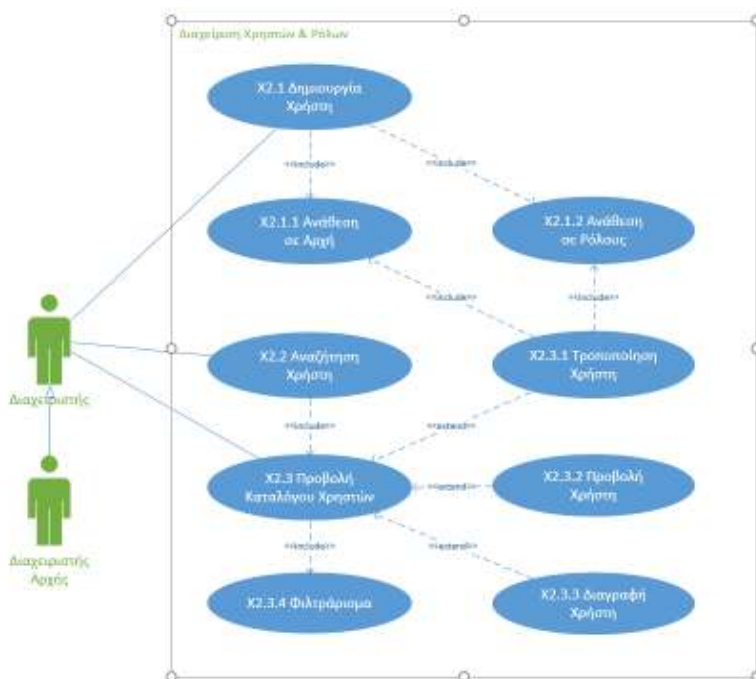 Διαχείριση Χρηστών & Ρόλων
Χ2.1 Δημιουργία
Χρήστη
<<include>>
<<include>>
Χ2.1.1 Ανάθεση
σε Αρχή
Χ2.1.2 Ανάθεση
σε Ρόλους
<<include>>
<<include>>
Χ2.2 Αναζήτηση
Χρήστη
Χ2.3.1 Τροποποίηση
Χρήστη
Διαχειριστής
<<include>>
<<extend>>
Χ2.3 Προβολή
Καταλόγου Χρηστών
<<extend>>
Χ2.3.2 Προβολή
Χρήστη
<<include>>
<<extend>>
Διαχειριστής
Αρχής
Χ2.3.4 Φιλτράρισμα
Χ2.3.3 Διαγραφή
Χρήστη